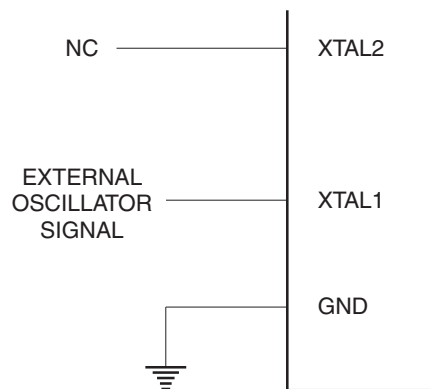 NC
XTAL2
EXTERNAL
OSCILLATOR
SIGNAL
XTAL1
GND